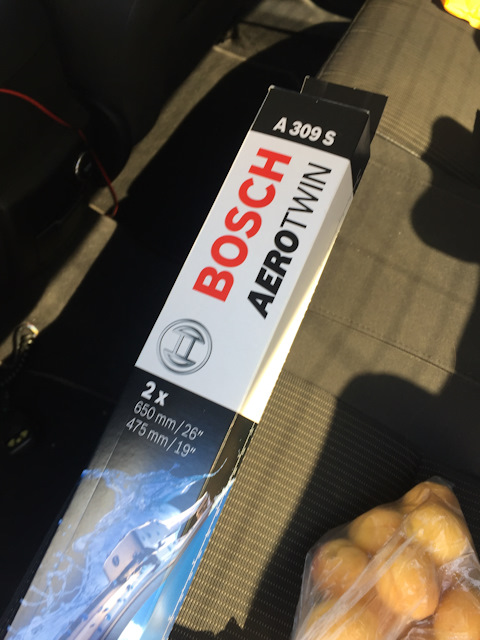 A 309 S
BOSCH
AEROTWIN
2 x
650 mm / 26"
475 mm / 19"